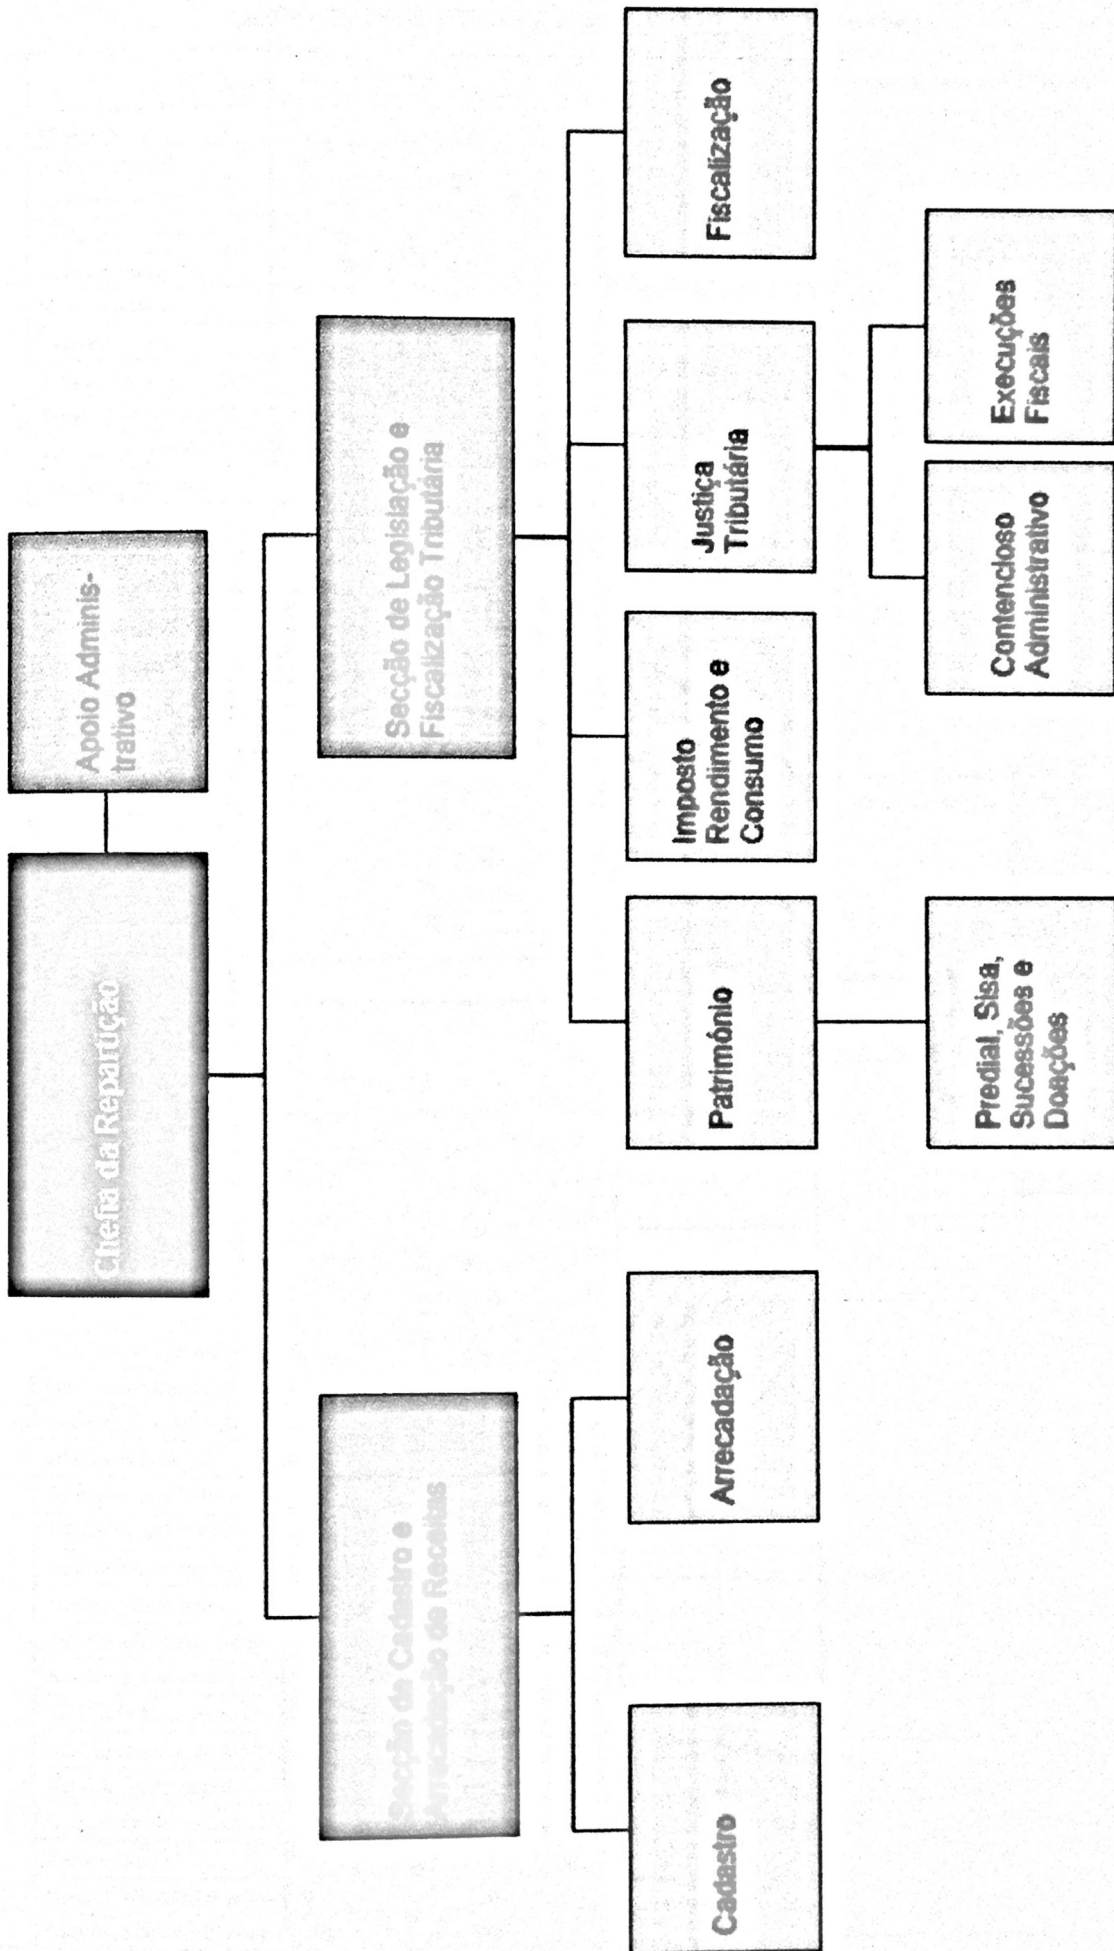 Chefia da Repartição
Apoio Adminis-
trativo
Secção de Cadastro e
Arrecadação de Receitas
Secção de Legislação e
Fiscalização Tributária
Cadastro
Arrecadação
Património
Imposto
Rendimento e
Consumo
Justiça
Tributária
Fiscalização
Predial, Sisa,
Sucessões e
Doações
Contencioso
Administrativo
Execuções
Fiscais